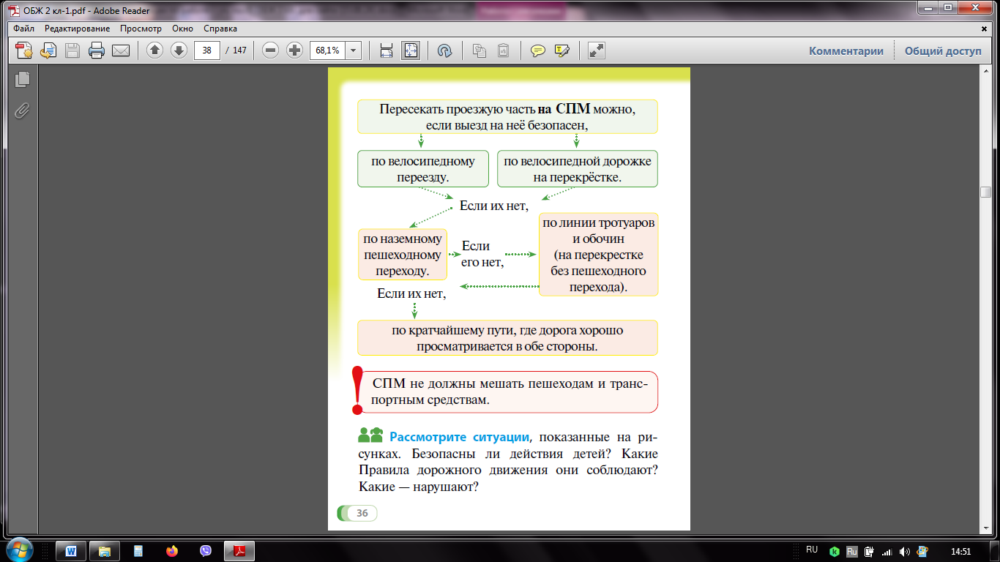 ОБЖ 2 кл-1.pdf - Adobe Reader
Файл Редактирование Просмотр Окно Справка
38 / 147 68,1% Комментарии Общий доступ
Пересекать проезжую часть на СПМ можно,
если выезд на неё безопасен,
по велосипедному
переезду.
по велосипедной дорожке
на перекрёстке.
Если их нет,
по наземному
пешеходному
переходу.
Если
его нет,
по линии тротуаров
и обочин
(на перекрестке
без пешеходного
перехода).
Если их нет,
по кратчайшему пути, где дорога хорошо
просматривается в обе стороны.
! СПМ не должны мешать пешеходам и транс-
портным средствам.
Рассмотрите ситуации, показанные на ри-
сунках. Безопасны ли действия детей? Какие
Правила дорожного движения они соблюдают?
Какие — нарушают?
36
RU Ru 14:51